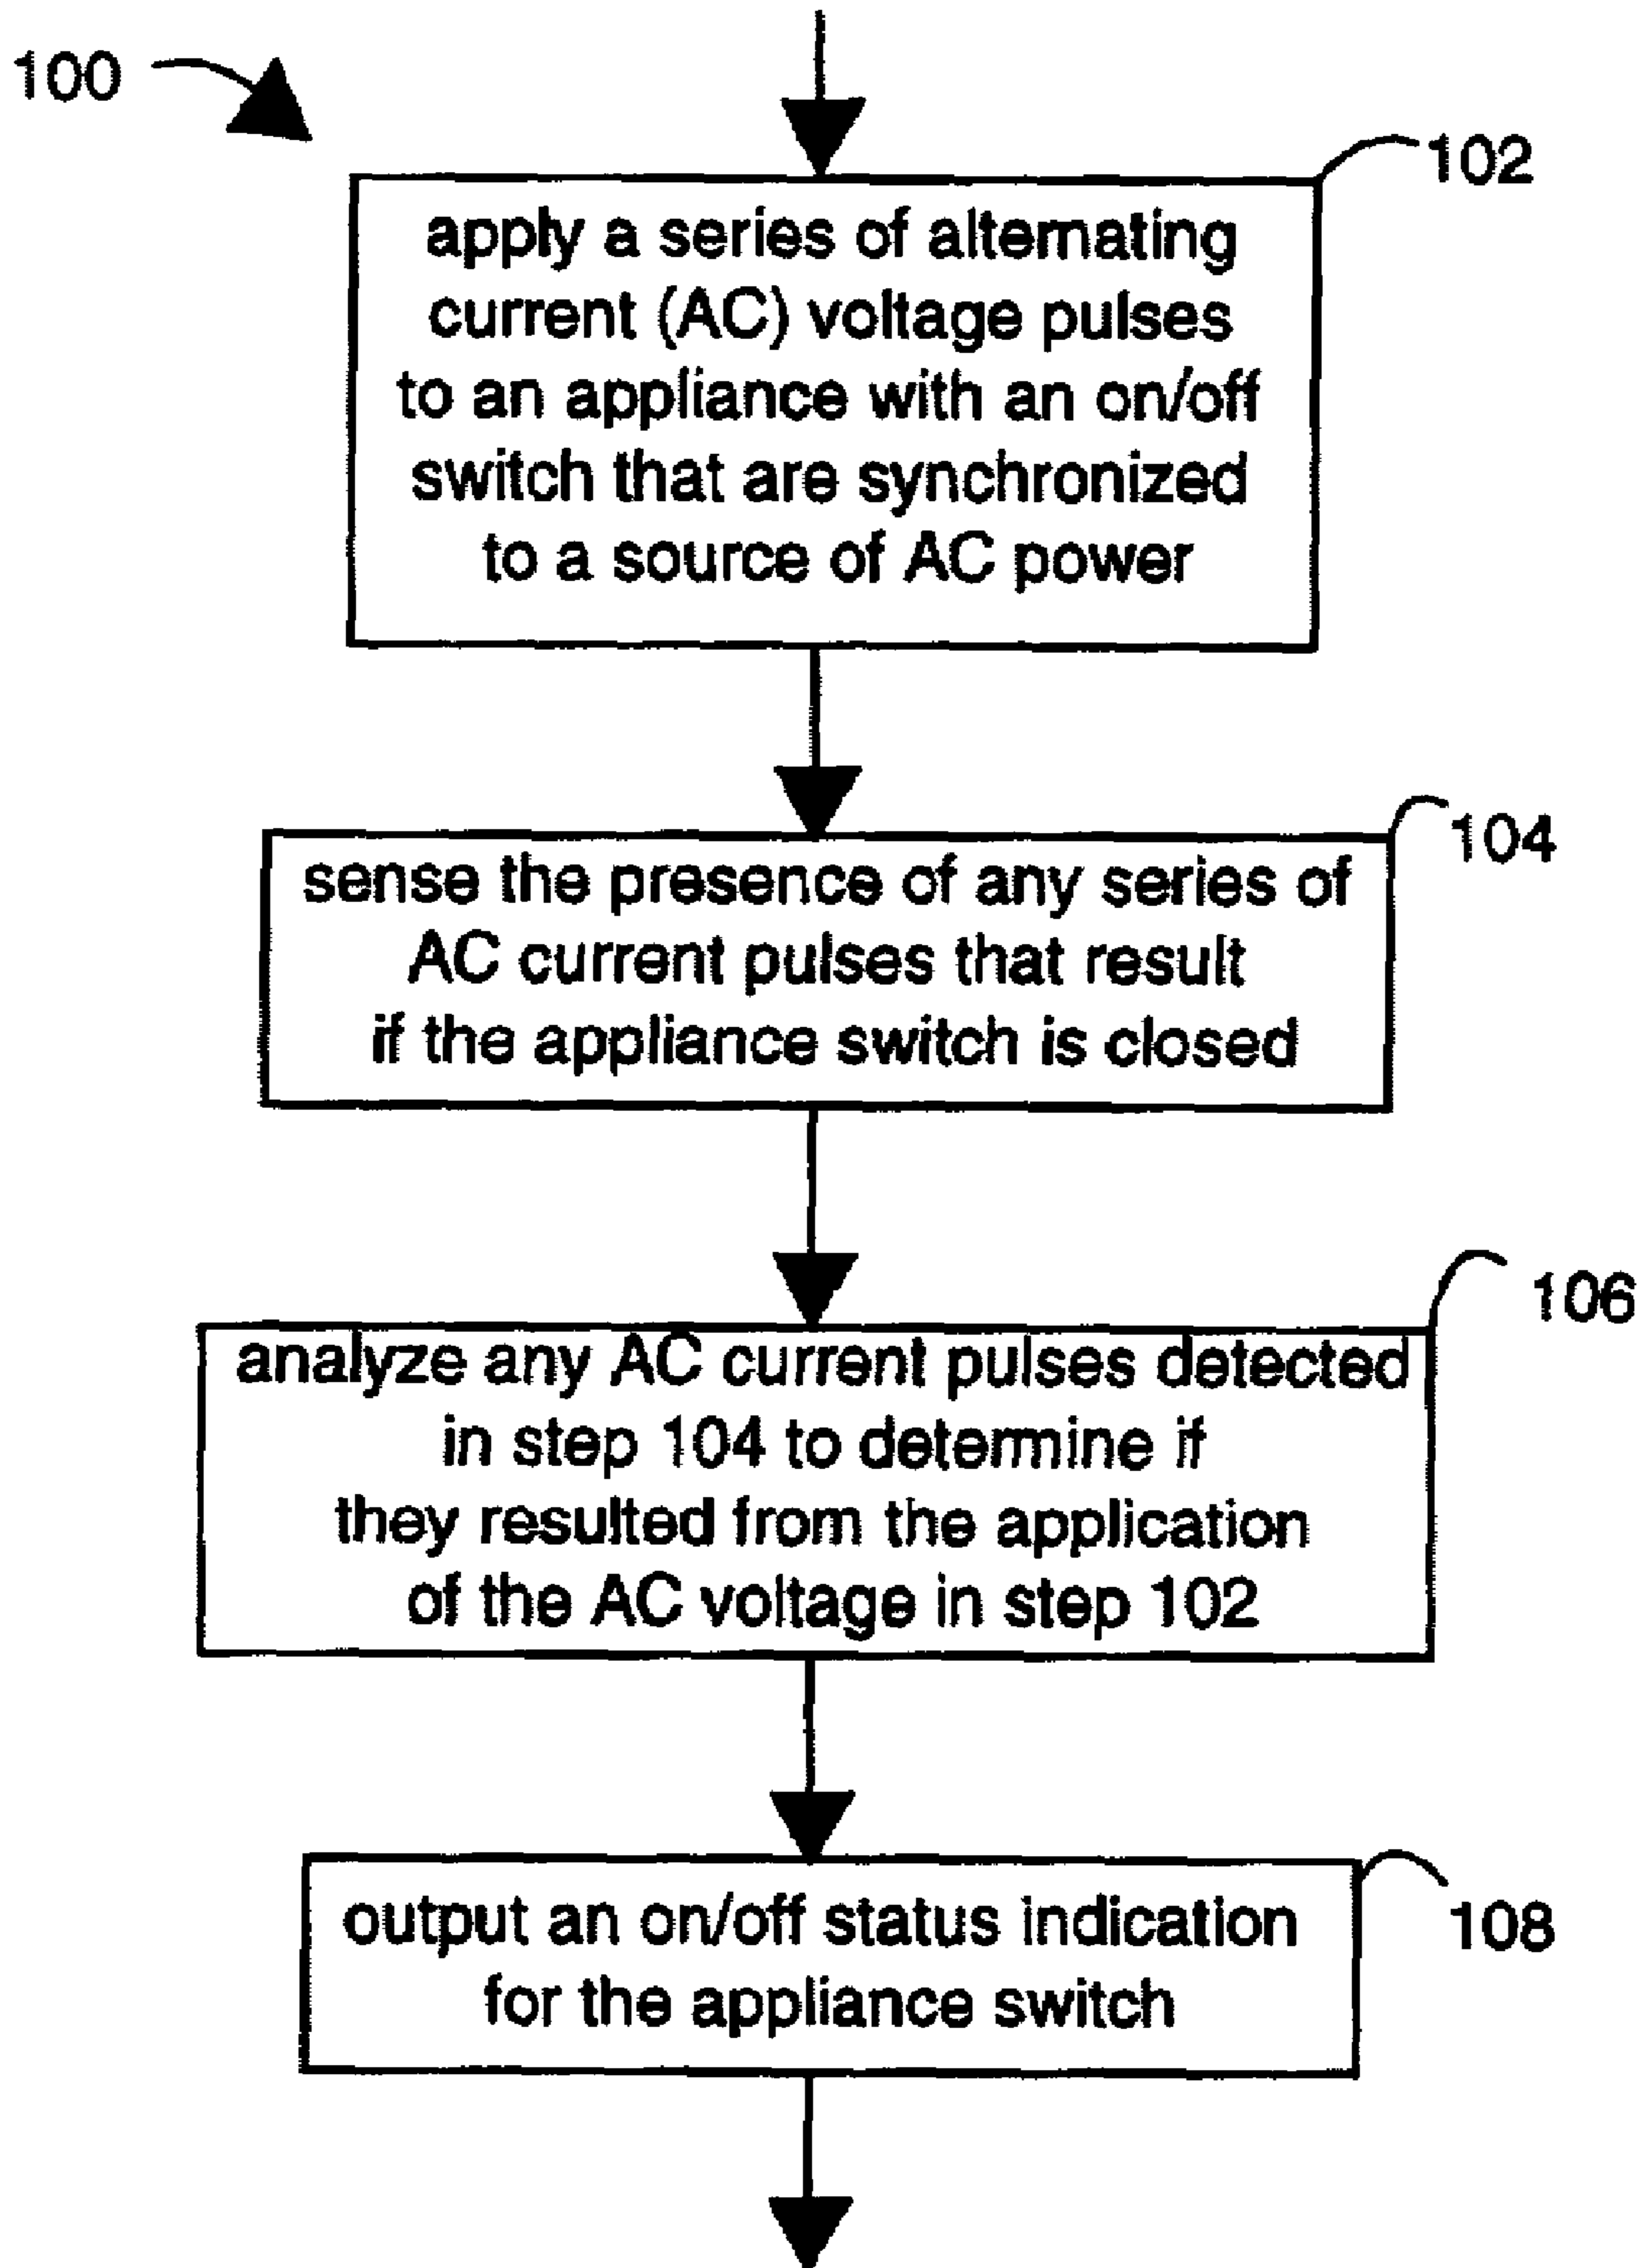 100
102
apply a series of alternating
current (AC) voltage pulses
to an appliance with an on/off
switch that are synchronized
to a source of AC power
104
sense the presence of any series of
AC current pulses that result
if the appliance switch is closed
106
analyze any AC current pulses detected
in step 104 to determine if
they resulted from the application
of the AC voltage in step 102
108
output an on/off status indication
for the appliance switch